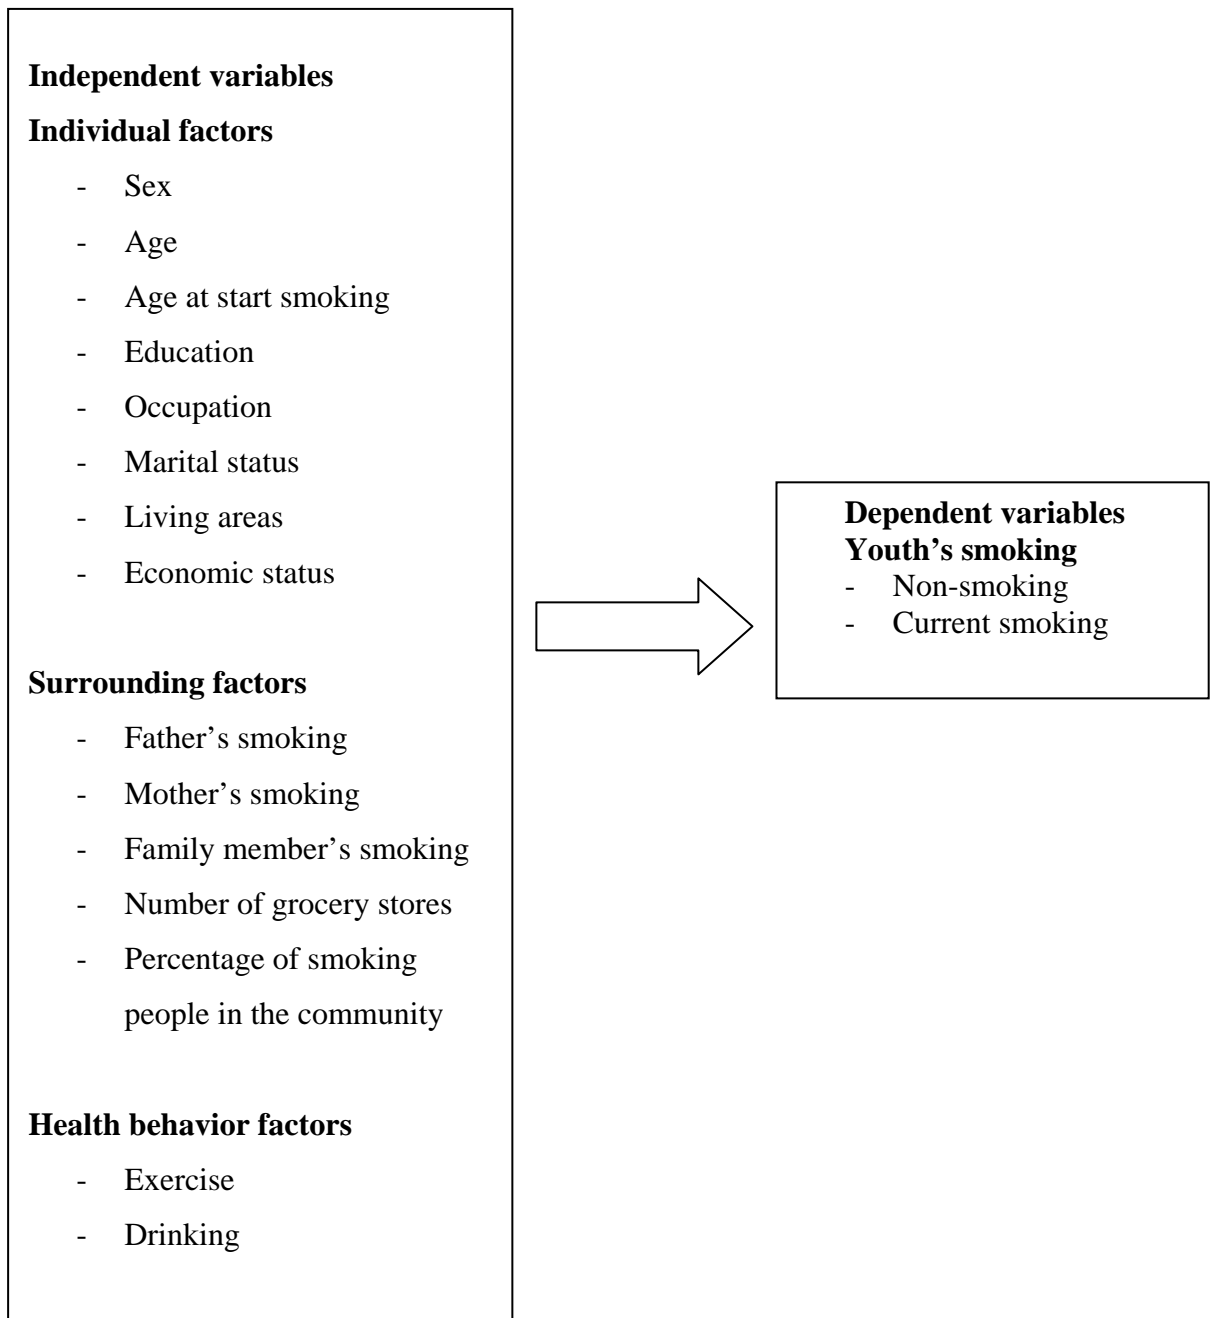 Independent variables
Individual factors
- Sex
- Age
- Age at start smoking
- Education
- Occupation
- Marital status
- Living areas
- Economic status
Surrounding factors
- Father’s smoking
- Mother’s smoking
- Family member’s smoking
- Number of grocery stores
- Percentage of smoking
people in the community
Health behavior factors
- Exercise
- Drinking
Dependent variables
Youth’s smoking
- Non-smoking
- Current smoking